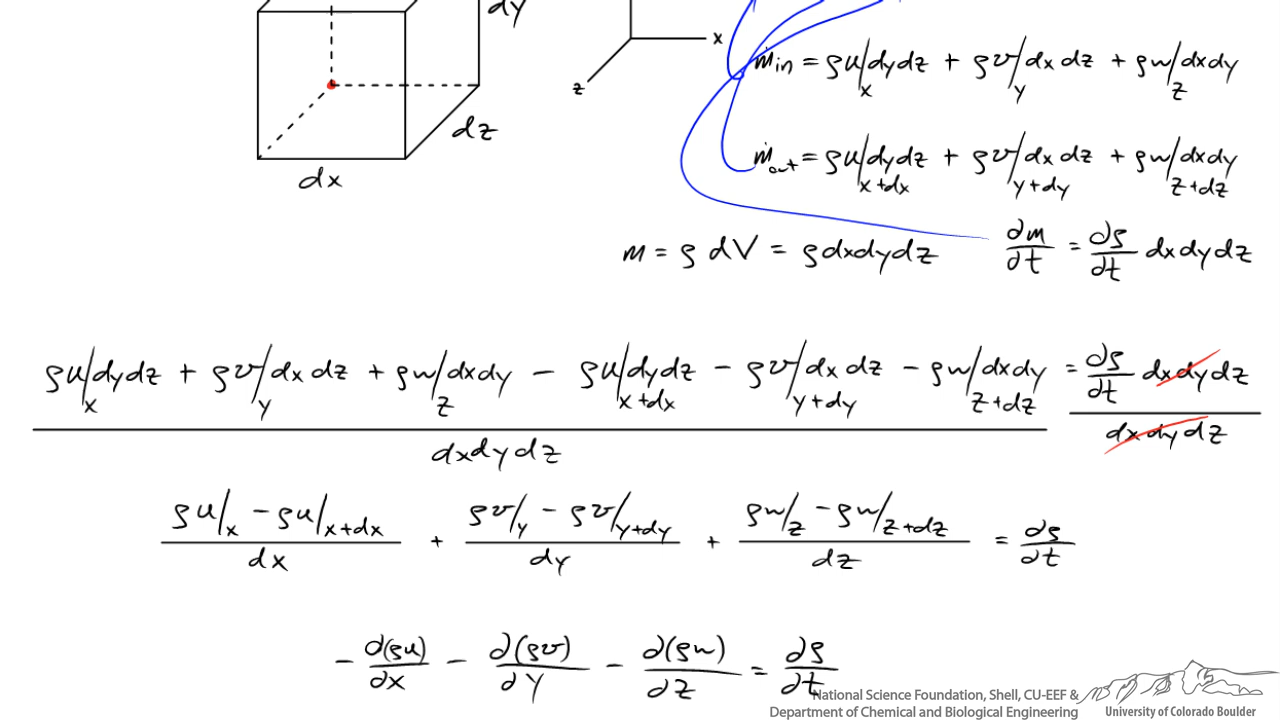 dy
x
z
dz
dx
ṁin = ρu|x dydz + ρv|y dx dz + ρw|z dxdy
ṁout = ρu|x+dx dydz + ρv|y+dy dx dz + ρw|z+dz dxdy
m = ρ dV = ρ dxdydz   ∂m/∂t = ∂ρ/∂t dxdydz
ρu|x dydz + ρv|y dx dz + ρw|z dxdy − ρu|x+dx dydz − ρv|y+dy dx dz − ρw|z+dz dxdy = ∂ρ/∂t dxdydz
dxdydz   dxdydz
ρu|x − ρu|x+dx / dx + ρv|y − ρv|y+dy / dy + ρw|z − ρw|z+dz / dz = ∂ρ/∂t
− ∂(ρu)/∂x − ∂(ρv)/∂y − ∂(ρw)/∂z = ∂ρ/∂t
National Science Foundation, Shell, CU-EEF &
Department of Chemical and Biological Engineering
University of Colorado Boulder